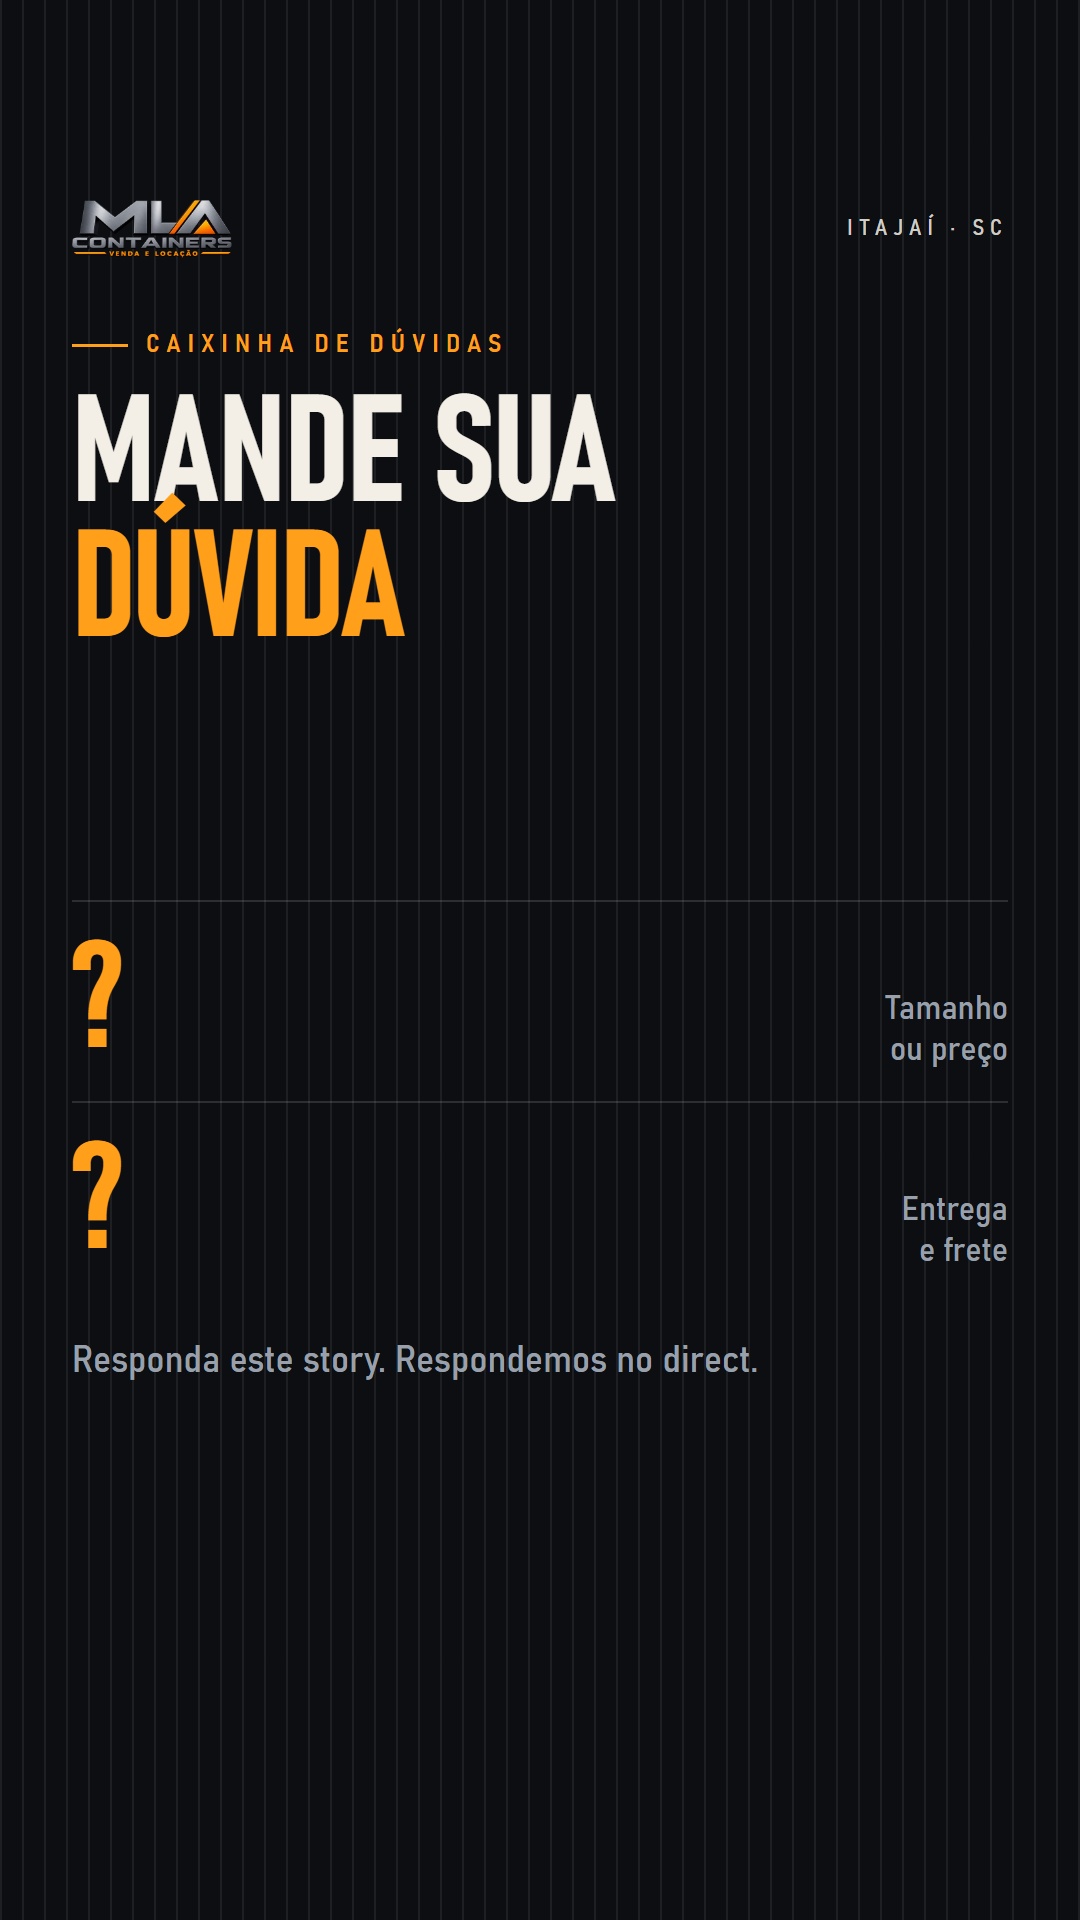 MLA
CONTAINERS
VENDA E LOCAÇÃO
ITAJAÍ · SC
CAIXINHA DE DÚVIDAS
MANDE SUA
DÚVIDA
?
Tamanho
ou preço
?
Entrega
e frete
Responda este story. Respondemos no direct.